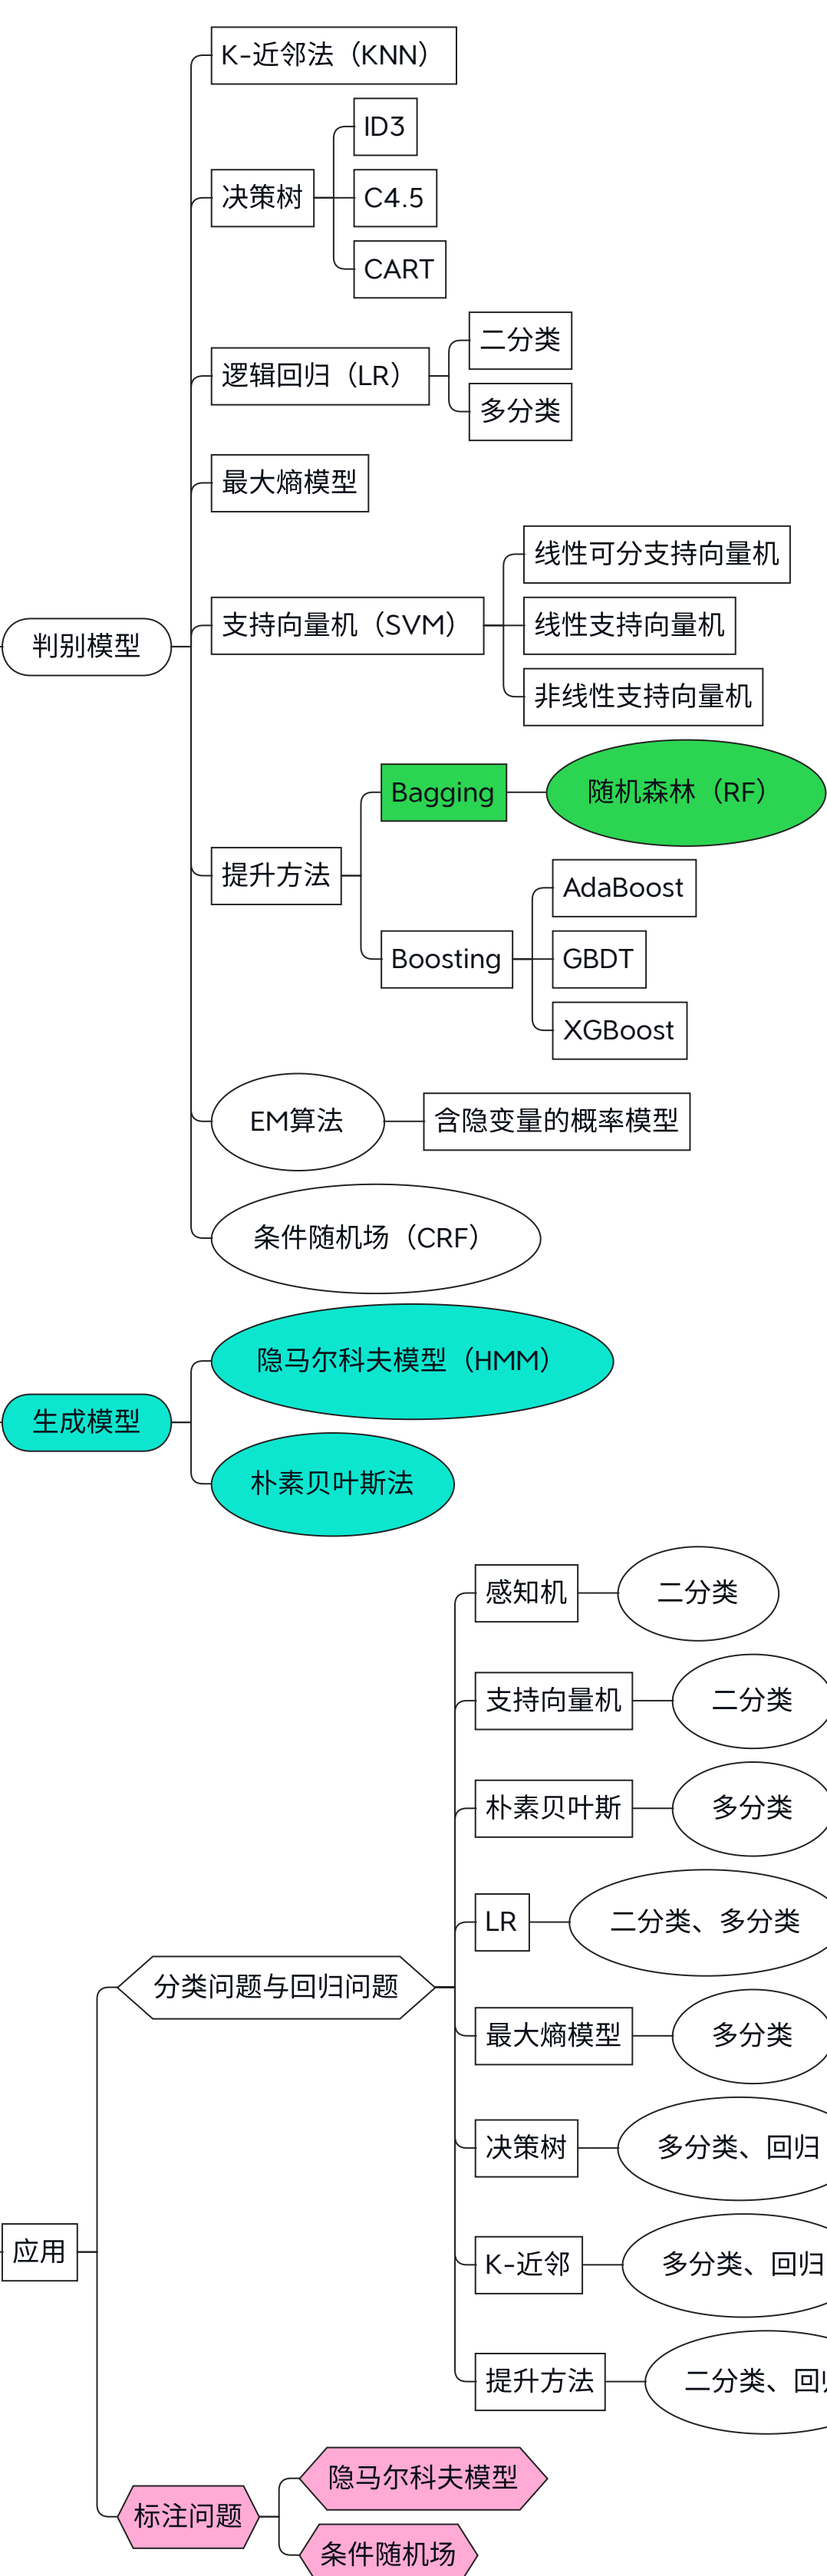 K-近邻法（KNN）
ID3
决策树
C4.5
CART
二分类
逻辑回归（LR）
多分类
最大熵模型
线性可分支持向量机
支持向量机（SVM）
线性支持向量机
判别模型
非线性支持向量机
Bagging
随机森林（RF）
提升方法
AdaBoost
Boosting
GBDT
XGBoost
EM算法
含隐变量的概率模型
条件随机场（CRF）
隐马尔科夫模型（HMM）
生成模型
朴素贝叶斯法
感知机
二分类
支持向量机
二分类
朴素贝叶斯
多分类
LR
二分类、多分类
分类问题与回归问题
最大熵模型
多分类
决策树
多分类、回归
应用
K-近邻
多分类、回归
提升方法
二分类、回
隐马尔科夫模型
标注问题
条件随机场